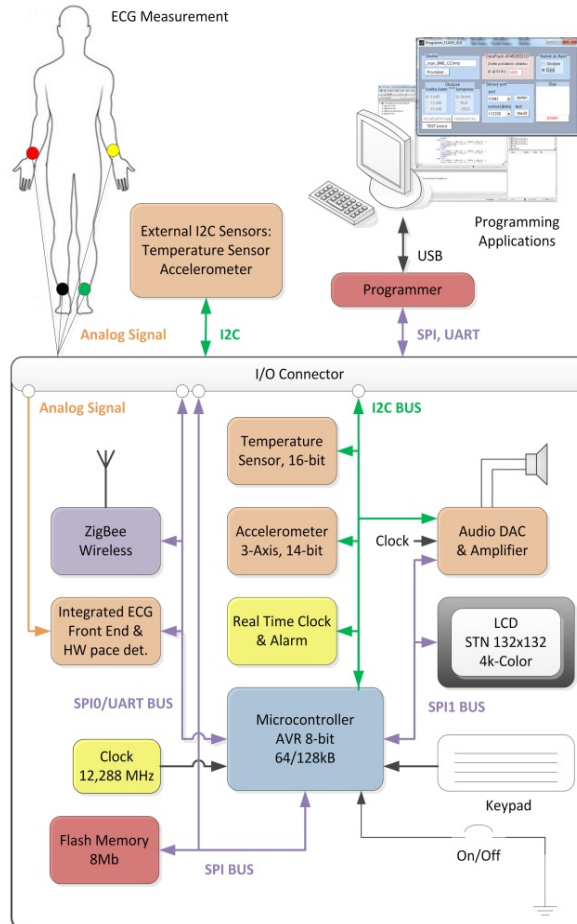 ECG Measurement
External I2C Sensors:
Temperature Sensor
Accelerometer
Programming
Applications
USB
Programmer
Analog Signal
I2C
SPI, UART
I/O Connector
Analog Signal
I2C BUS
Temperature
Sensor, 16-bit
ZigBee
Wireless
Accelerometer
3-Axis, 14-bit
Clock
Audio DAC
& Amplifier
Integrated ECG
Front End &
HW pace det.
Real Time Clock
& Alarm
LCD
STN 132x132
4k-Color
SPI0/UART BUS
SPI1 BUS
Microcontroller
AVR 8-bit
64/128kB
Clock
12,288 MHz
Keypad
Flash Memory
8Mb
SPI BUS
On/Off